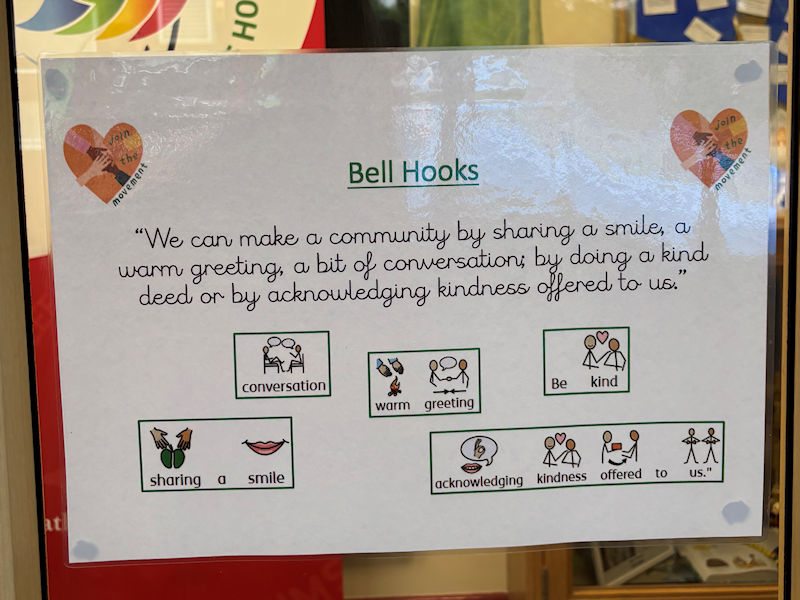 HO
join
the
movement
join
the
movement
Bell Hooks
“We can make a community by sharing a smile, a
warm greeting, a bit of conversation; by doing a kind
deed or by acknowledging kindness offered to us.”
conversation
warm greeting
Be kind
sharing a smile
acknowledging kindness offered to us."